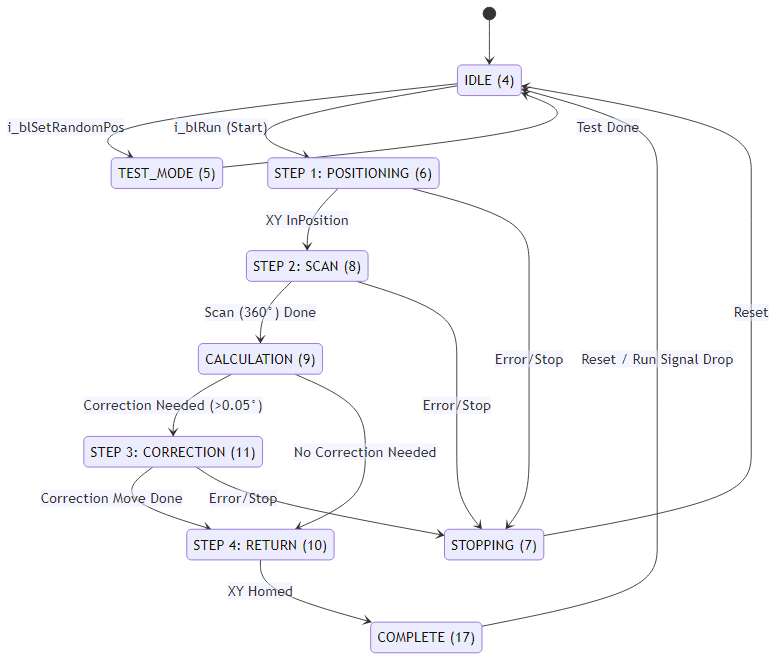 IDLE (4)
i_blSetRandomPos
i_blRun (Start)
Test Done
TEST_MODE (5)
STEP 1: POSITIONING (6)
XY InPosition
STEP 2: SCAN (8)
Scan (360°) Done
Reset
CALCULATION (9)
Error/Stop
Reset / Run Signal Drop
Correction Needed (>0.05°)
Error/Stop
STEP 3: CORRECTION (11)
No Correction Needed
Correction Move Done
Error/Stop
STEP 4: RETURN (10)
STOPPING (7)
XY Homed
COMPLETE (17)